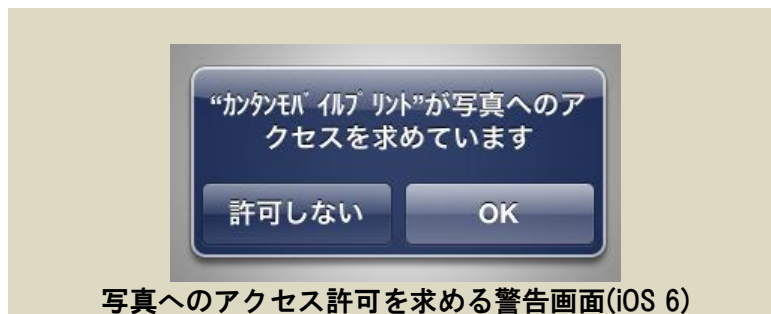 “ｶﾝﾀﾝﾓﾊﾞｲﾙﾌﾟﾘﾝﾄ”が写真へのア
クセスを求めています
許可しない
OK
写真へのアクセス許可を求める警告画面(iOS 6)